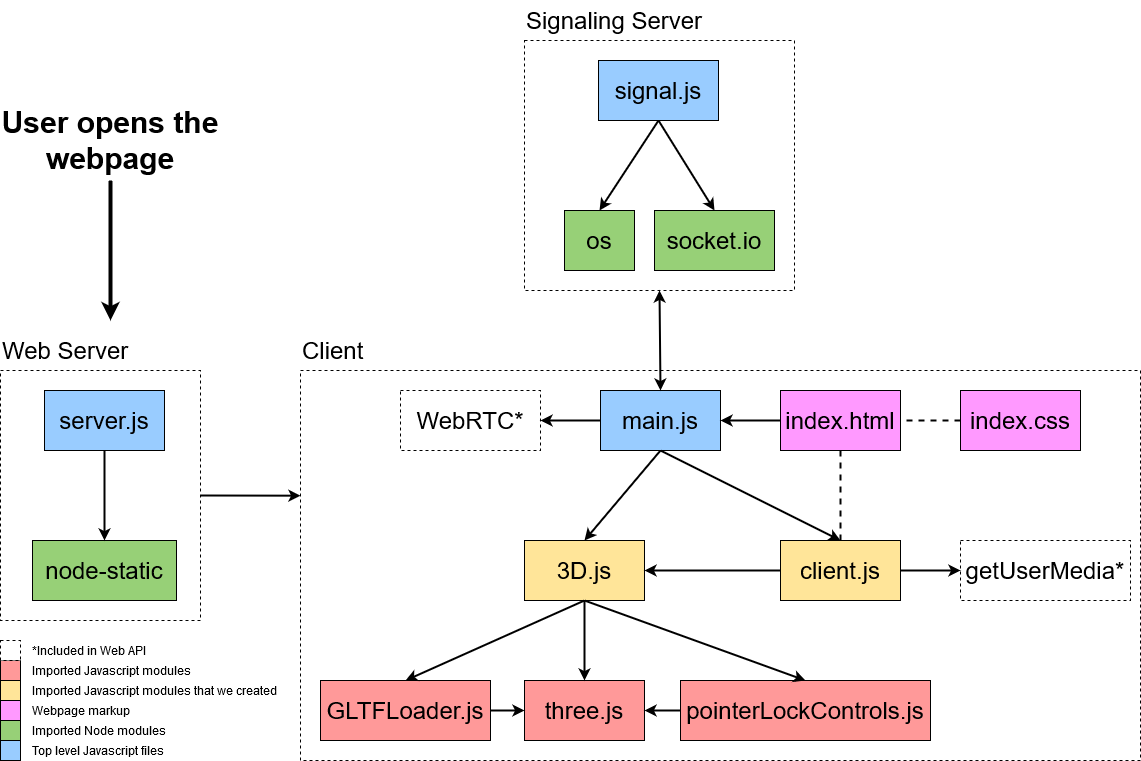 Signaling Server
signal.js
os
socket.io
User opens the
webpage
Web Server
server.js
node-static
Client
WebRTC*
main.js
index.html
index.css
3D.js
client.js
getUserMedia*
GLTFLoader.js
three.js
pointerLockControls.js
*Included in Web API
Imported Javascript modules
Imported Javascript modules that we created
Webpage markup
Imported Node modules
Top level Javascript files